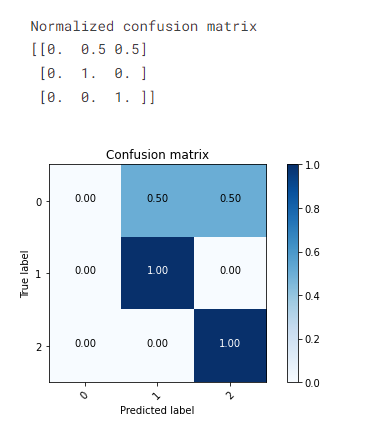 Normalized confusion matrix
[[0.  0.5 0.5]
 [0.  1.  0. ]
 [0.  0.  1. ]]
Confusion matrix
0 0.00 0.50 0.50
1 0.00 1.00 0.00
2 0.00 0.00 1.00
0 1 2
True label
Predicted label
1.0
0.8
0.6
0.4
0.2
0.0